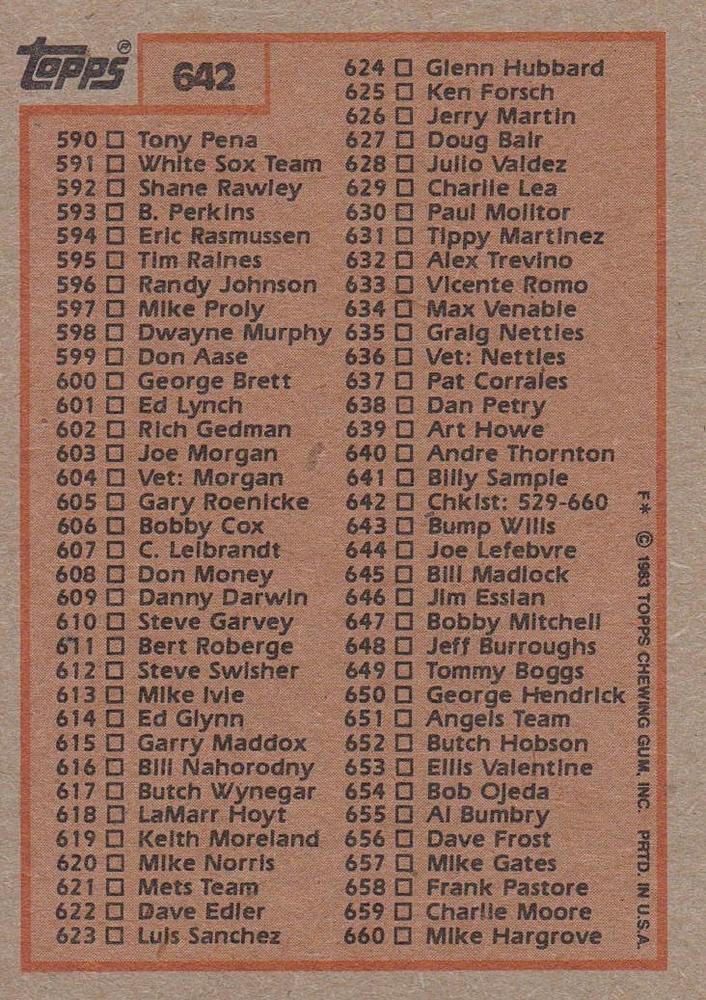 Topps®
642
590 □ Tony Pena
591 □ White Sox Team
592 □ Shane Rawley
593 □ B. Perkins
594 □ Eric Rasmussen
595 □ Tim Raines
596 □ Randy Johnson
597 □ Mike Proly
598 □ Dwayne Murphy
599 □ Don Aase
600 □ George Brett
601 □ Ed Lynch
602 □ Rich Gedman
603 □ Joe Morgan
604 □ Vet: Morgan
605 □ Gary Roenicke
606 □ Bobby Cox
607 □ C. Leibrandt
608 □ Don Money
609 □ Danny Darwin
610 □ Steve Garvey
611 □ Bert Roberge
612 □ Steve Swisher
613 □ Mike Ivie
614 □ Ed Glynn
615 □ Garry Maddox
616 □ Bill Nahorodny
617 □ Butch Wynegar
618 □ LaMarr Hoyt
619 □ Keith Moreland
620 □ Mike Norris
621 □ Mets Team
622 □ Dave Edler
623 □ Luis Sanchez
624 □ Glenn Hubbard
625 □ Ken Forsch
626 □ Jerry Martin
627 □ Doug Bair
628 □ Julio Valdez
629 □ Charlie Lea
630 □ Paul Molitor
631 □ Tippy Martinez
632 □ Alex Trevino
633 □ Vicente Romo
634 □ Max Venable
635 □ Graig Nettles
636 □ Vet: Nettles
637 □ Pat Corrales
638 □ Dan Petry
639 □ Art Howe
640 □ Andre Thornton
641 □ Billy Sample
642 □ Chklst: 529-660
643 □ Bump Wills
644 □ Joe Lefebvre
645 □ Bill Madlock
646 □ Jim Essian
647 □ Bobby Mitchell
648 □ Jeff Burroughs
649 □ Tommy Boggs
650 □ George Hendrick
651 □ Angels Team
652 □ Butch Hobson
653 □ Ellis Valentine
654 □ Bob Ojeda
655 □ Al Bumbry
656 □ Dave Frost
657 □ Mike Gates
658 □ Frank Pastore
659 □ Charlie Moore
660 □ Mike Hargrove
F* © 1983 TOPPS CHEWING GUM, INC. PRTD. IN U.S.A.